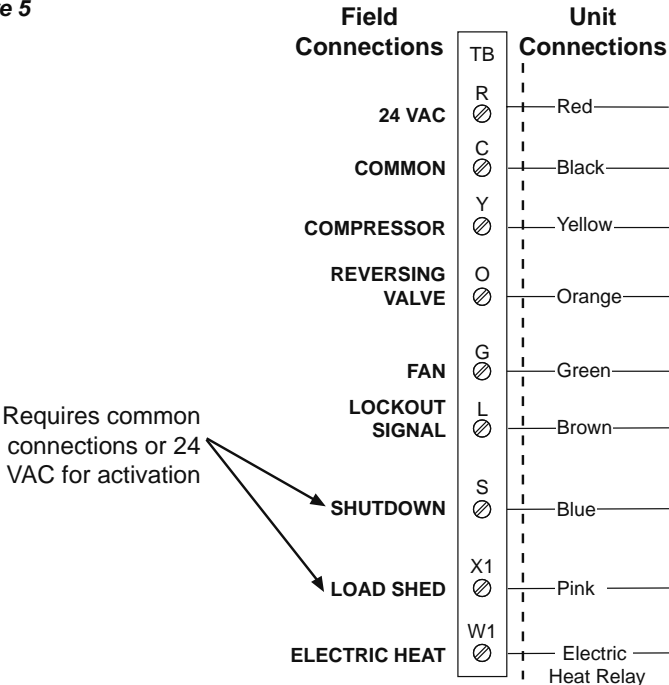 e 5
Field Connections
TB
Unit Connections
24 VAC
R
Red
COMMON
C
Black
COMPRESSOR
Y
Yellow
REVERSING
VALVE
O
Orange
FAN
G
Green
LOCKOUT
SIGNAL
L
Brown
Requires common
connections or 24
VAC for activation
SHUTDOWN
S
Blue
LOAD SHED
X1
Pink
ELECTRIC HEAT
W1
Electric
Heat Relay